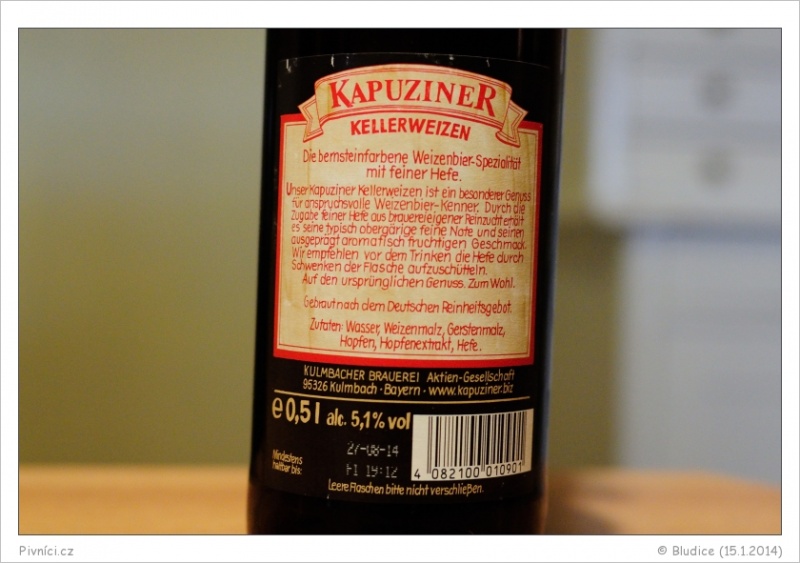 KAPUZINER
KELLERWEIZEN
Die bernsteinfarbene Weizenbier-Spezialität
mit feiner Hefe.
Unser Kapuziner Kellerweizen ist ein besonderer Genuss
für anspruchsvolle Weizenbier-Kenner. Durch die
Zugabe feiner Hefe aus brauereieigener Reinzucht erhält
es seine typisch obergärige feine Note und seinen
ausgeprägt aromatisch fruchtigen Geschmack.
Wir empfehlen vor dem Trinken die Hefe durch
Schwenken der Flasche aufzuschütteln.
Auf den ursprünglichen Genuss. Zum Wohl.
Gebraut nach dem Deutschen Reinheitsgebot.
Zutaten: Wasser, Weizenmalz, Gerstenmalz,
Hopfen, Hopfenextrakt, Hefe.
KULMBACHER BRAUEREI Aktien-Gesellschaft
95326 Kulmbach · Bayern · www.kapuziner.biz
e 0,5 l alc. 5,1% vol
Mindestens
haltbar bis:
27-08-14
F1 19:12
4 082100 010901
Leere Flaschen bitte nicht verschließen.
Pivníci.cz
© Bludice (15.1.2014)